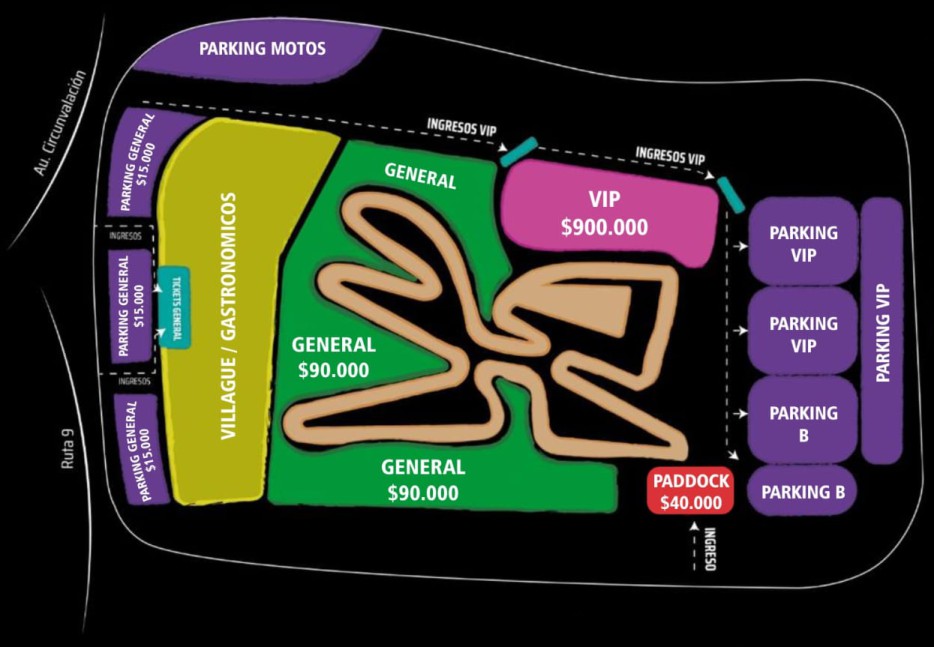 PARKING MOTOS
Au. Circunvalación
PARKING GENERAL
$15.000
INGRESOS VIP
INGRESOS VIP
GENERAL
VIP
$900.000
INGRESOS
PARKING GENERAL
$15.000
TICKETS GENERAL
VILLAGUE / GASTRONOMICOS
PARKING
VIP
PARKING
VIP
PARKING VIP
GENERAL
$90.000
INGRESOS
PARKING GENERAL
$15.000
Ruta 9
PARKING
B
GENERAL
$90.000
PADDOCK
$40.000
PARKING B
INGRESO